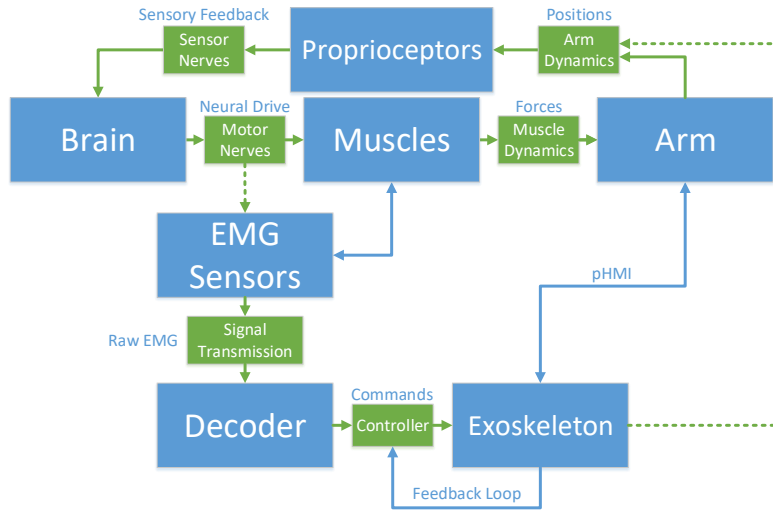 Sensory Feedback
Positions
Sensor
Nerves
Proprioceptors
Arm
Dynamics
Neural Drive
Forces
Brain
Motor
Nerves
Muscles
Muscle
Dynamics
Arm
EMG
Sensors
pHMI
Raw EMG
Signal
Transmission
Commands
Decoder
Controller
Exoskeleton
Feedback Loop